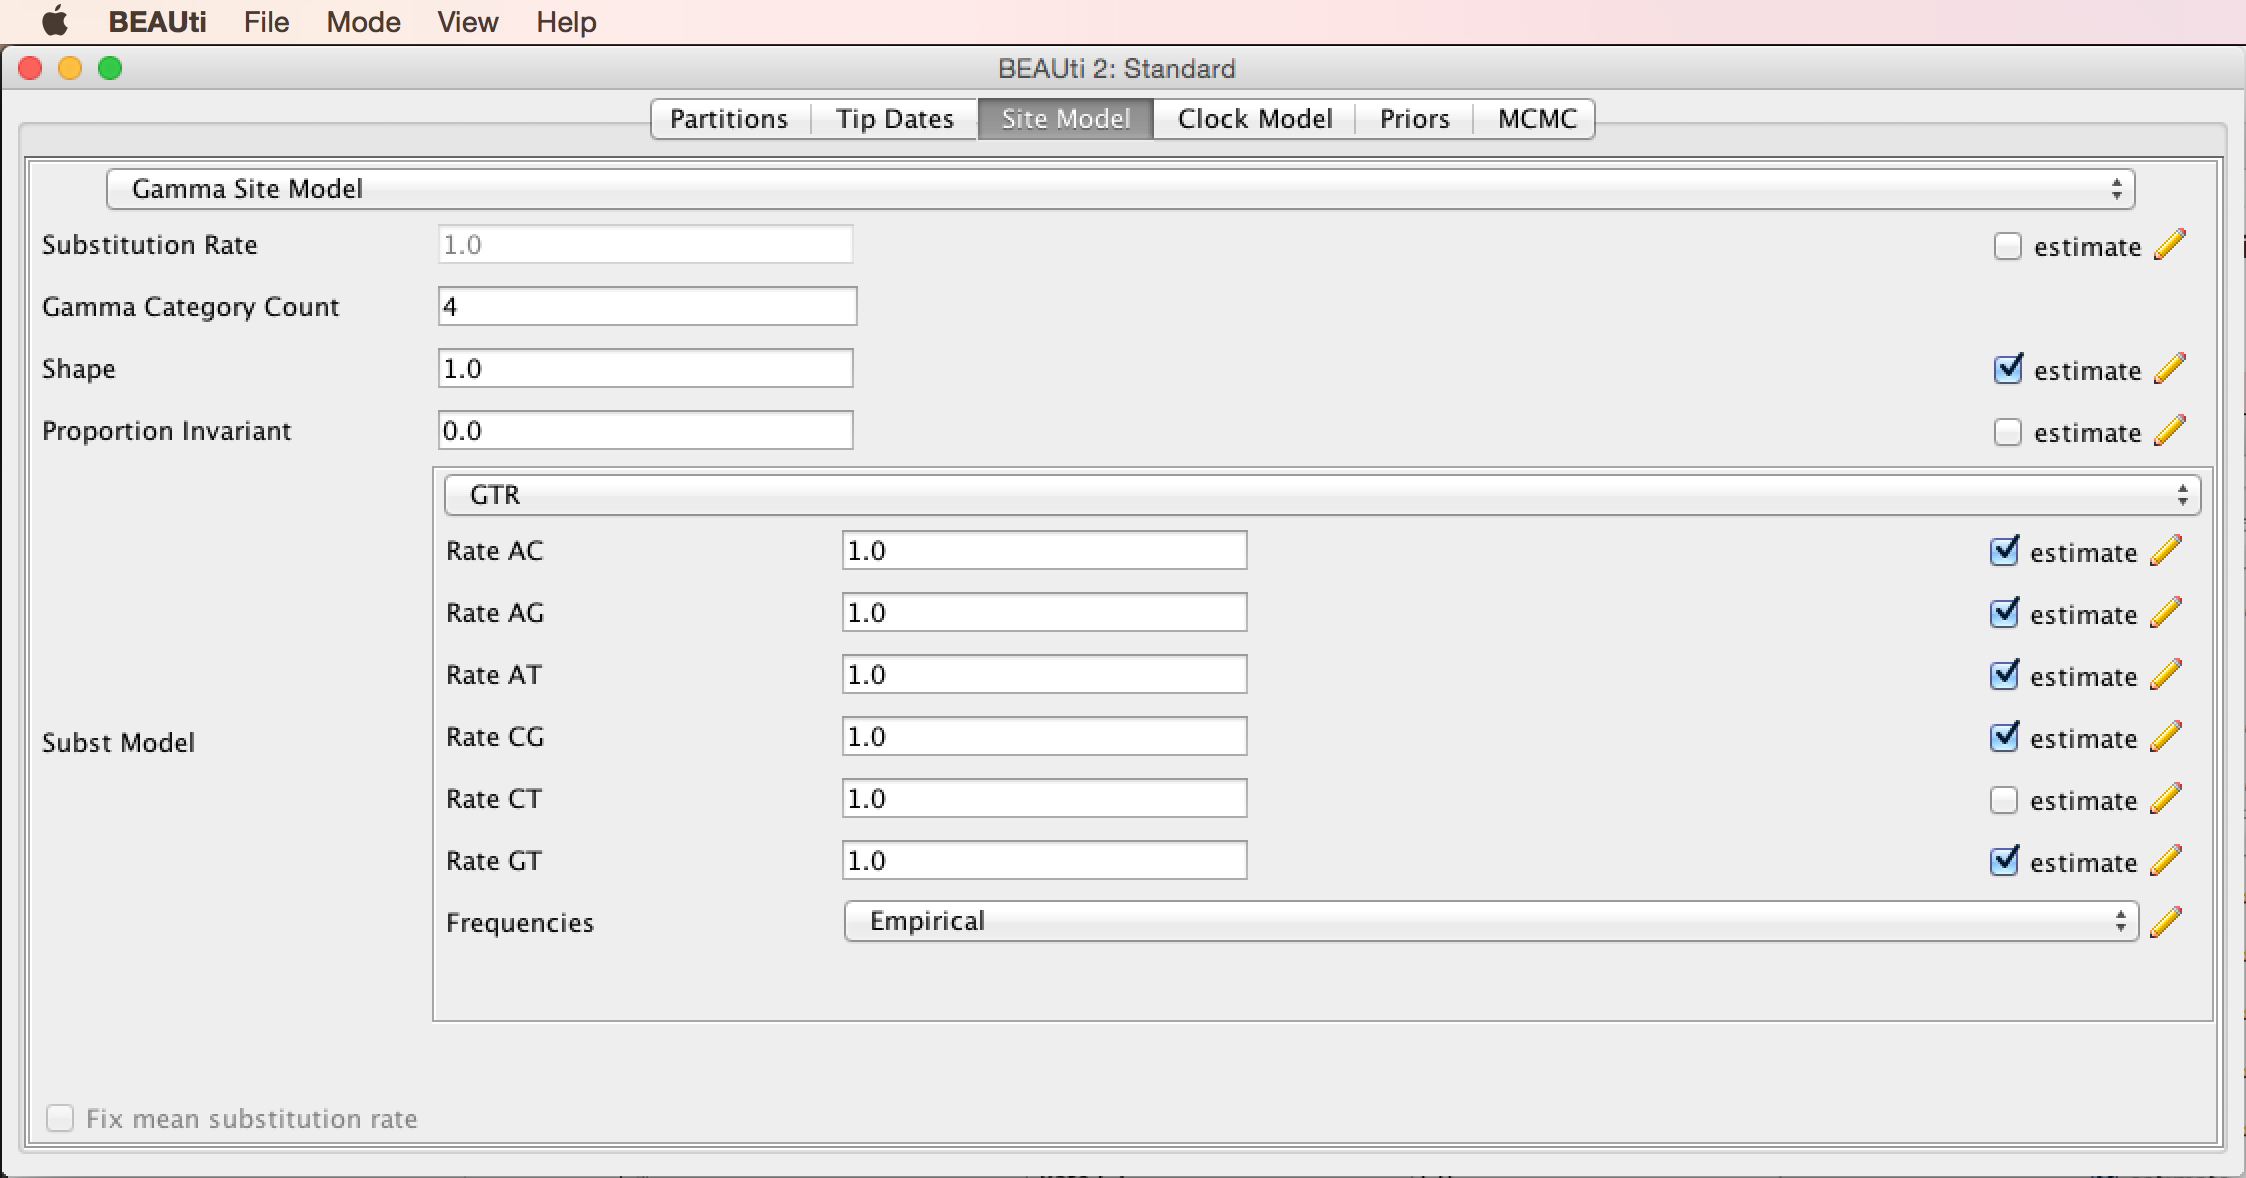 BEAUti File Mode View Help
BEAUti 2: Standard
Partitions Tip Dates Site Model Clock Model Priors MCMC
Gamma Site Model
Substitution Rate 1.0 estimate
Gamma Category Count 4
Shape 1.0 estimate
Proportion Invariant 0.0 estimate
GTR
Rate AC 1.0 estimate
Rate AG 1.0 estimate
Rate AT 1.0 estimate
Rate CG 1.0 estimate
Subst Model
Rate CT 1.0 estimate
Rate GT 1.0 estimate
Frequencies Empirical
Fix mean substitution rate